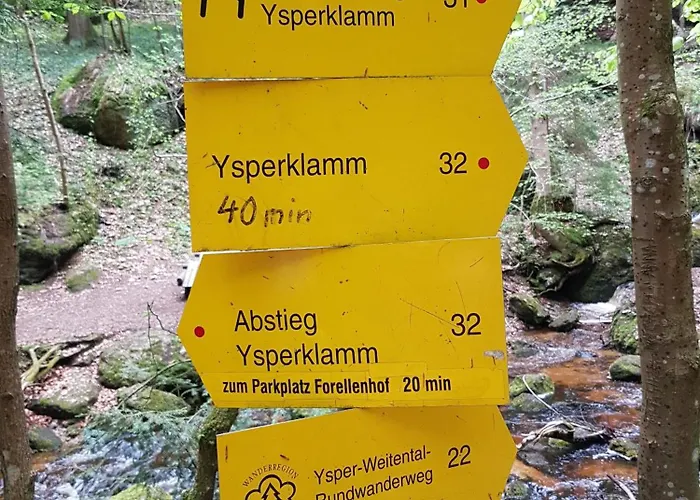 Ysperklamm
Ysperklamm 32
40 min
Abstieg 32
Ysperklamm
zum Parkplatz Forellenhof 20 min
WANDERREGION
Ysper-Weitental- 22
Rundwanderweg